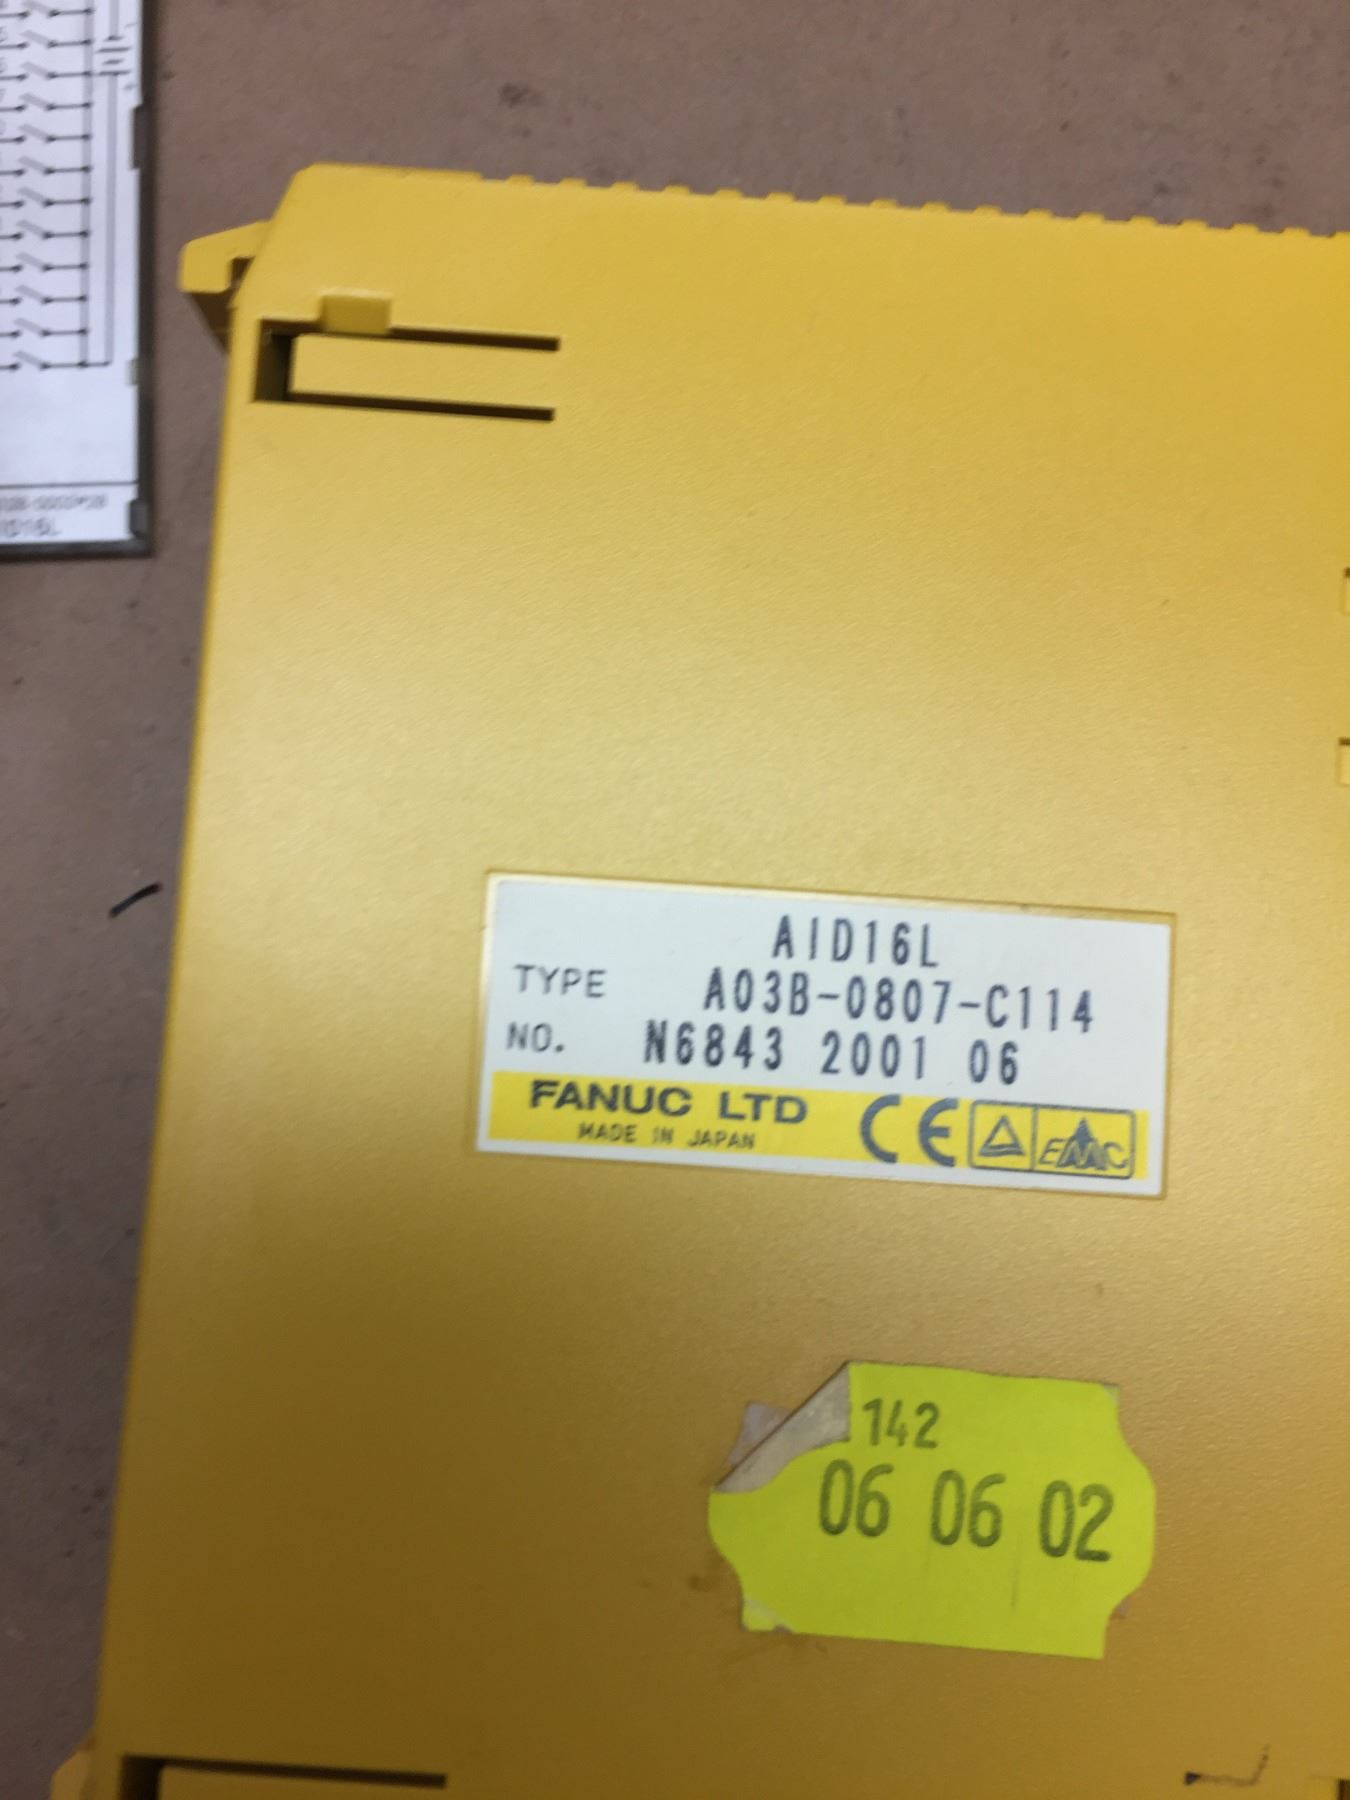 ID16L
AID16L
TYPE A03B-0807-C114
NO. N6843 2001 06
FANUC LTD
MADE IN JAPAN
CE
EMC
142
06 06 02